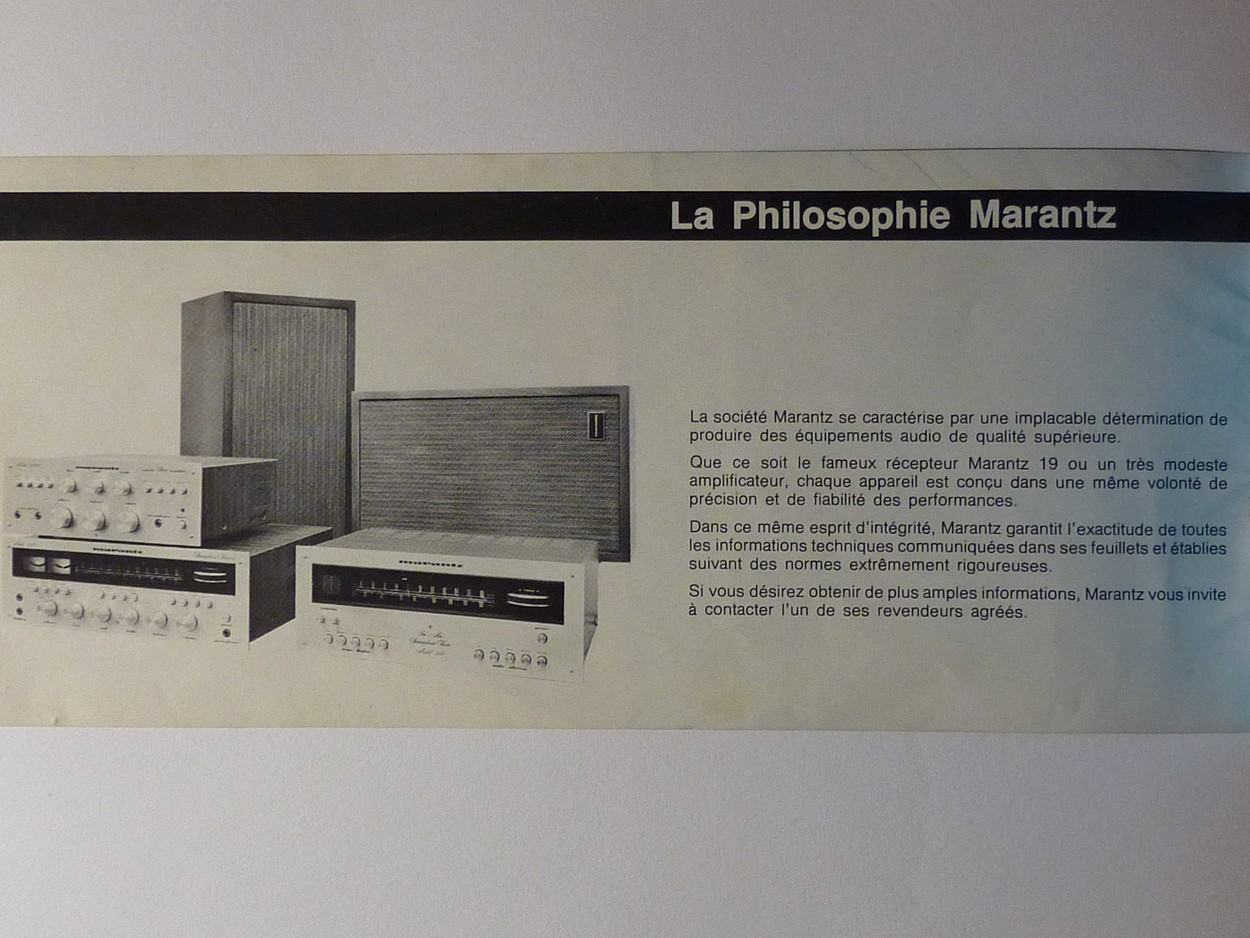 La Philosophie Marantz
La société Marantz se caractérise par une implacable détermination de
produire des équipements audio de qualité supérieure.
Que ce soit le fameux récepteur Marantz 19 ou un très modeste
amplificateur, chaque appareil est conçu dans une même volonté de
précision et de fiabilité des performances.
Dans ce même esprit d'intégrité, Marantz garantit l'exactitude de toutes
les informations techniques communiquées dans ses feuillets et établies
suivant des normes extrêmement rigoureuses.
Si vous désirez obtenir de plus amples informations, Marantz vous invite
à contacter l'un de ses revendeurs agréés.
marantz
marantz
marantz